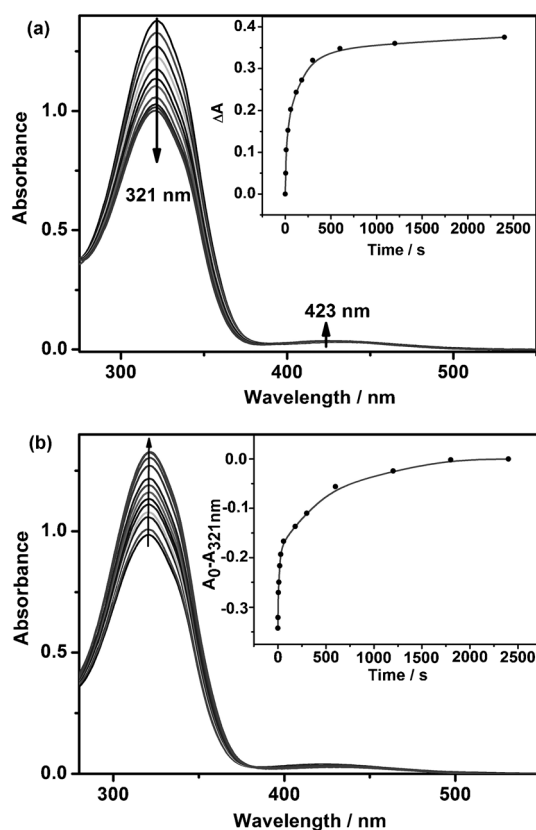 (a)
Absorbance
1.0
0.5
0.0
321 nm
423 nm
300
400
500
Wavelength / nm
ΔA
0.4
0.3
0.2
0.1
0.0
0 500 1000 1500 2000 2500
Time / s
(b)
Absorbance
1.0
0.5
0.0
300
400
500
Wavelength / nm
A0-A321nm
0.0
-0.1
-0.2
-0.3
0 500 1000 1500 2000 2500
Time / s